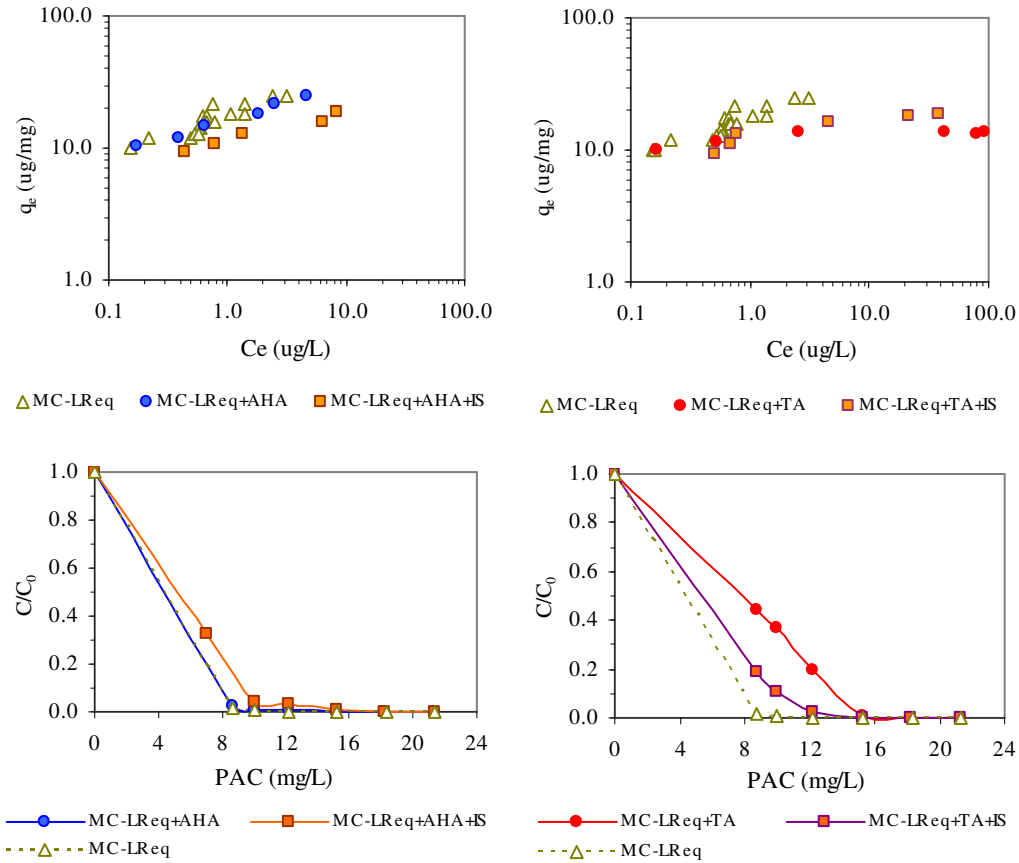 100.0
10.0
1.0
q_e (ug/mg)
0.1 1.0 10.0 100.0
Ce (ug/L)
MC-LReq MC-LReq+AHA MC-LReq+AHA+IS
100.0
10.0
1.0
q_e (ug/mg)
0.1 1.0 10.0 100.0
Ce (ug/L)
MC-LReq MC-LReq+TA MC-LReq+TA+IS
1.0
0.8
0.6
0.4
0.2
0.0
C/C₀
0 4 8 12 16 20 24
PAC (mg/L)
MC-LReq+AHA MC-LReq+AHA+IS
MC-LReq
1.0
0.8
0.6
0.4
0.2
0.0
C/C₀
0 4 8 12 16 20 24
PAC (mg/L)
MC-LReq+TA MC-LReq+TA+IS
MC-LReq